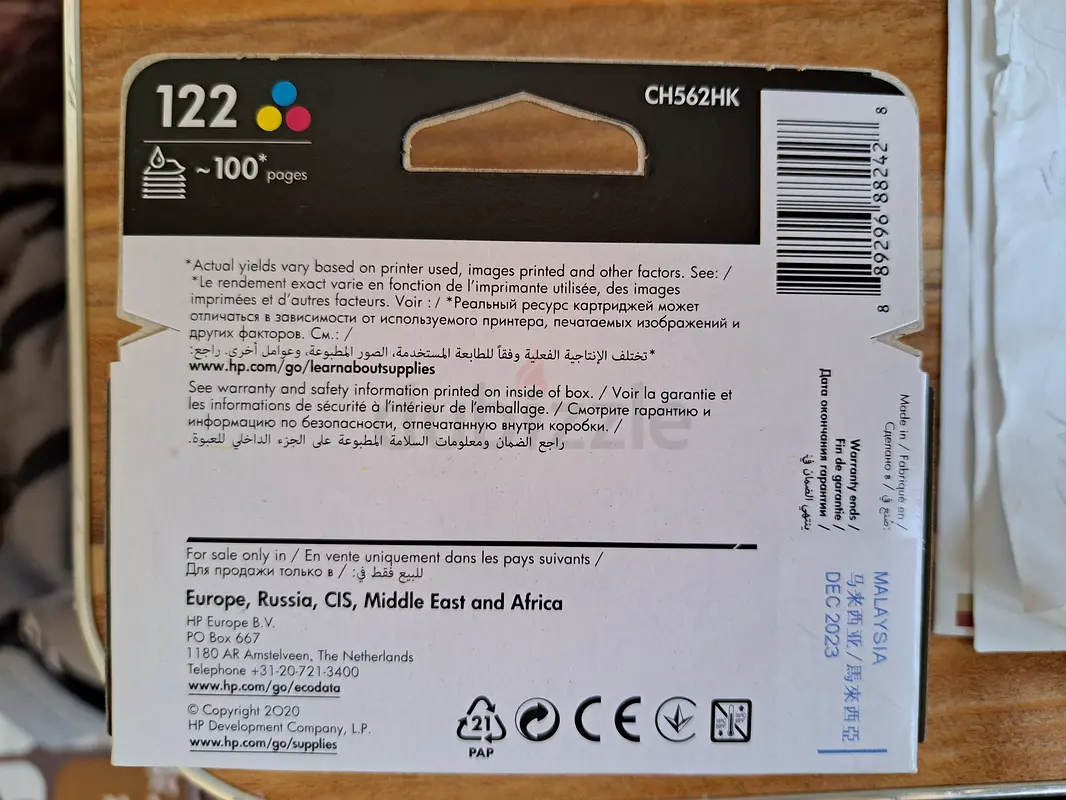 122
~100* pages
CH562HK
8 89296 88242 8
*Actual yields vary based on printer used, images printed and other factors. See: /
*Le rendement exact varie en fonction de l'imprimante utilisée, des images
imprimées et d'autres facteurs. Voir : / *Реальный ресурс картриджей может
отличаться в зависимости от используемого принтера, печатаемых изображений и
других факторов. См.: /
*تختلف الإنتاجية الفعلية وفقاً للطابعة المستخدمة، الصور المطبوعة، وعوامل أخرى. راجع:
www.hp.com/go/learnaboutsupplies
See warranty and safety information printed on inside of box. / Voir la garantie et
les informations de sécurité à l'intérieur de l'emballage. / Смотрите гарантию и
информацию по безопасности, отпечатанную внутри коробки. /
راجع الضمان ومعلومات السلامة المطبوعة على الجزء الداخلي للعبوة.
For sale only in / En vente uniquement dans les pays suivants /
Для продажи только в / للبيع فقط في:
Europe, Russia, CIS, Middle East and Africa
HP Europe B.V.
PO Box 667
1180 AR Amstelveen, The Netherlands
Telephone +31-20-721-3400
www.hp.com/go/ecodata
© Copyright 2020
HP Development Company, L.P.
www.hp.com/go/supplies
21
PAP
CE
Made in / Fabriqué en /
Сделано в / صُنع في:
Warranty ends /
Fin de garantie /
Дата окончания гарантии /
ينتهي الضمان في
MALAYSIA
马来西亚/馬來西亞
DEC 2023